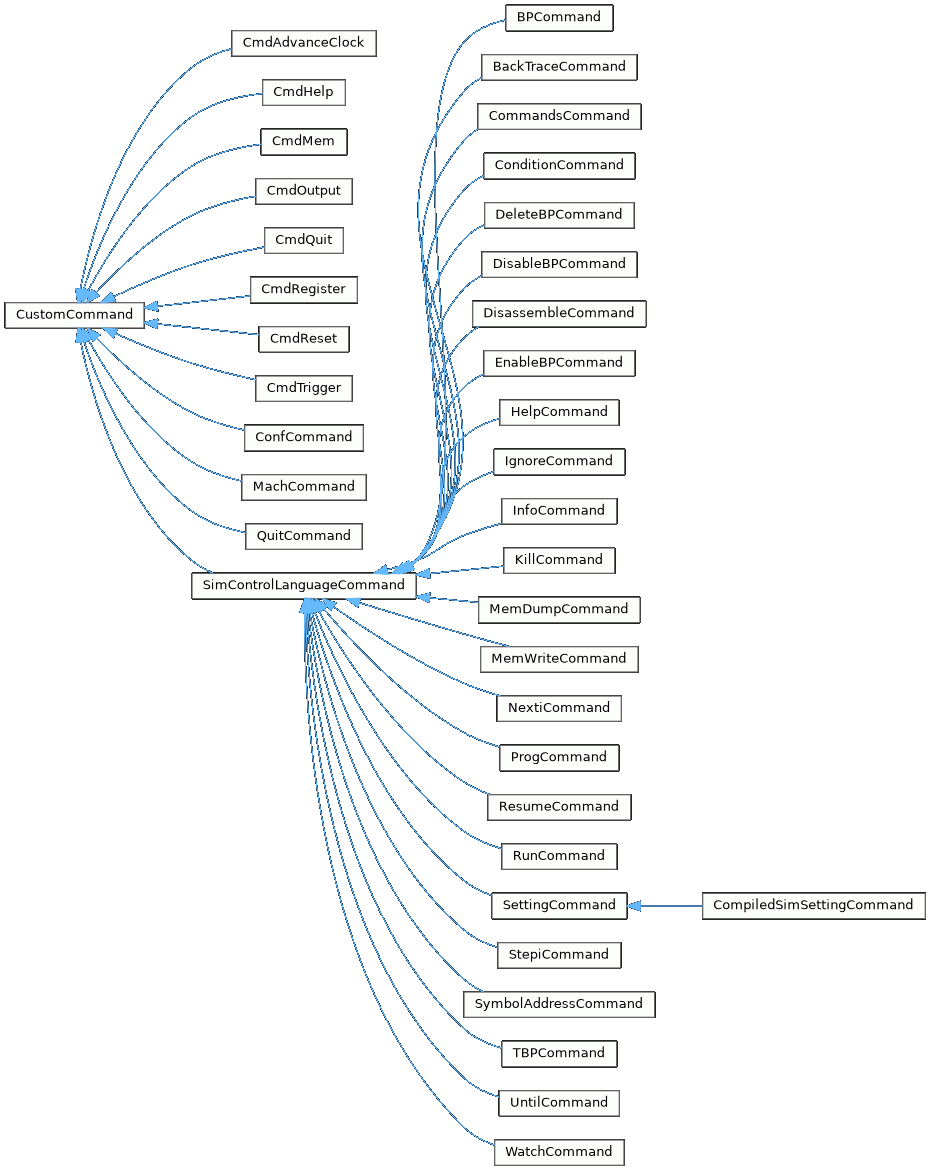 BPCommand
CmdAdvanceClock
BackTraceCommand
CmdHelp
CommandsCommand
CmdMem
ConditionCommand
CmdOutput
DeleteBPCommand
CmdQuit
DisableBPCommand
CmdRegister
CustomCommand
DisassembleCommand
CmdReset
EnableBPCommand
CmdTrigger
HelpCommand
ConfCommand
IgnoreCommand
MachCommand
InfoCommand
QuitCommand
KillCommand
SimControlLanguageCommand
MemDumpCommand
MemWriteCommand
NextiCommand
ProgCommand
ResumeCommand
RunCommand
SettingCommand
CompiledSimSettingCommand
StepiCommand
SymbolAddressCommand
TBPCommand
UntilCommand
WatchCommand